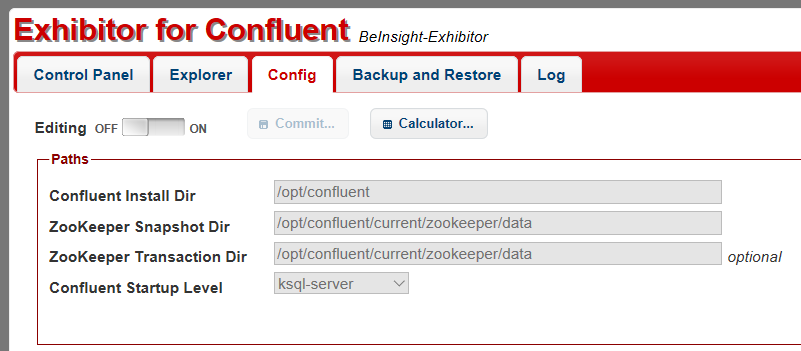 Exhibitor for Confluent BeInsight-Exhibitor
Control Panel Explorer Config Backup and Restore Log
Editing OFF ON Commit... Calculator...
Paths
Confluent Install Dir /opt/confluent
ZooKeeper Snapshot Dir /opt/confluent/current/zookeeper/data
ZooKeeper Transaction Dir /opt/confluent/current/zookeeper/data optional
Confluent Startup Level ksql-server